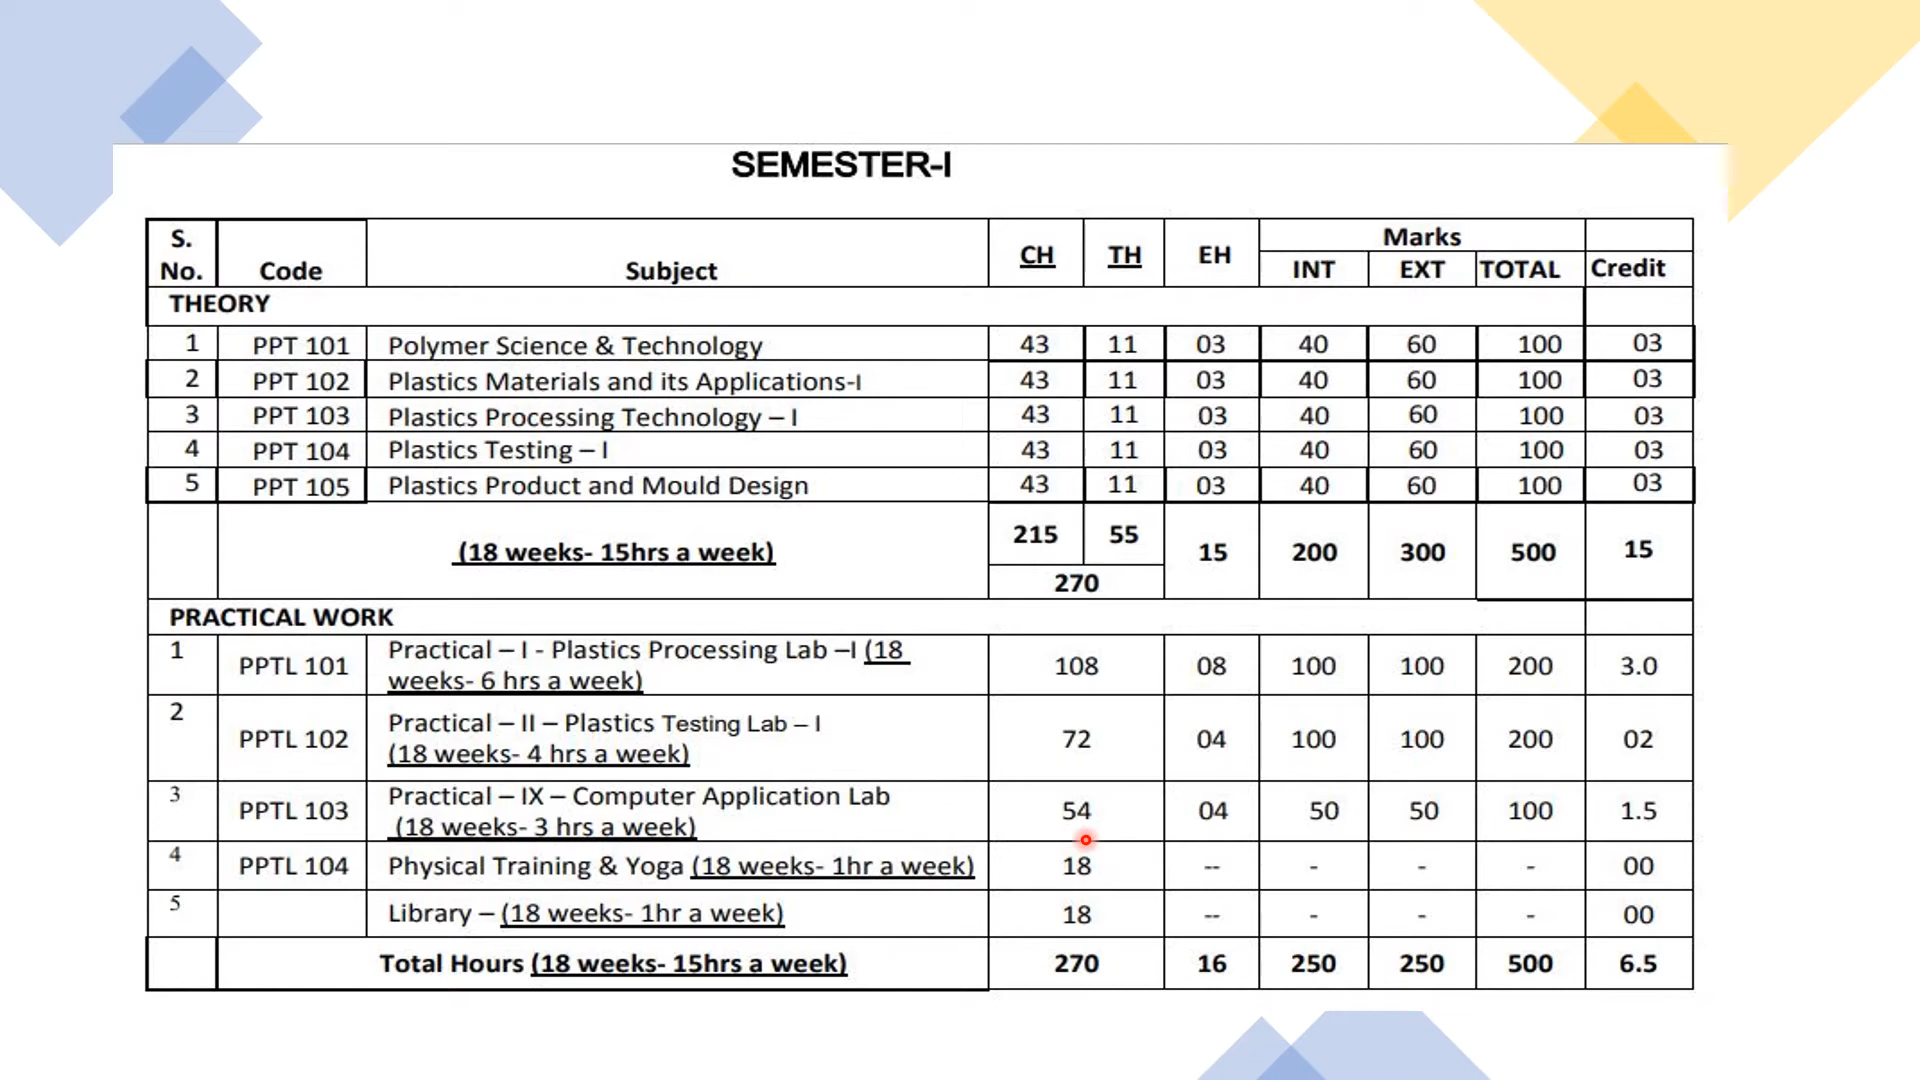 SEMESTER-I
S. No. Code Subject CH TH EH Marks INT EXT TOTAL Credit
THEORY
1 PPT 101 Polymer Science & Technology 43 11 03 40 60 100 03
2 PPT 102 Plastics Materials and its Applications-I 43 11 03 40 60 100 03
3 PPT 103 Plastics Processing Technology – I 43 11 03 40 60 100 03
4 PPT 104 Plastics Testing – I 43 11 03 40 60 100 03
5 PPT 105 Plastics Product and Mould Design 43 11 03 40 60 100 03
(18 weeks- 15hrs a week) 215 55 15 200 300 500 15
270
PRACTICAL WORK
1 PPTL 101 Practical – I - Plastics Processing Lab –I (18
weeks- 6 hrs a week) 108 08 100 100 200 3.0
2 PPTL 102 Practical – II – Plastics Testing Lab – I
(18 weeks- 4 hrs a week) 72 04 100 100 200 02
3 PPTL 103 Practical – IX – Computer Application Lab
(18 weeks- 3 hrs a week) 54 04 50 50 100 1.5
4 PPTL 104 Physical Training & Yoga (18 weeks- 1hr a week) 18 -- - - - 00
5 Library – (18 weeks- 1hr a week) 18 -- - - - 00
Total Hours (18 weeks- 15hrs a week) 270 16 250 250 500 6.5